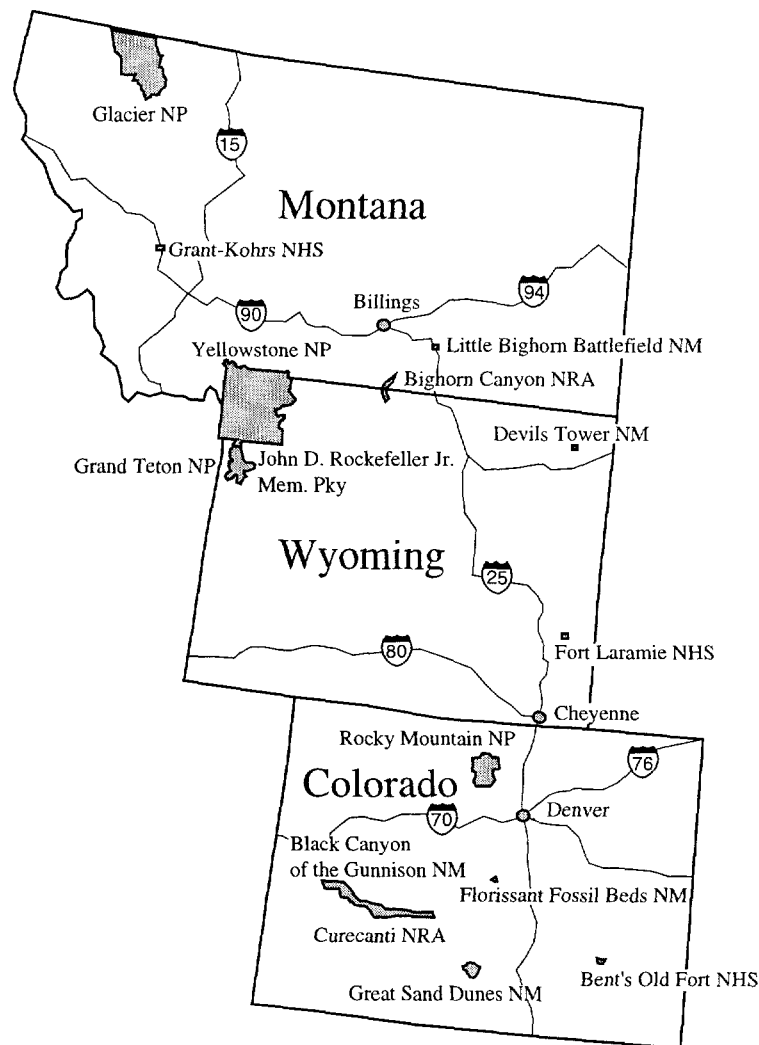 Glacier NP
15
Montana
Grant-Kohrs NHS
Billings
94
90
Little Bighorn Battlefield NM
Yellowstone NP
Bighorn Canyon NRA
Devils Tower NM
Grand Teton NP
John D. Rockefeller Jr.
Mem. Pky
Wyoming
25
80
Fort Laramie NHS
Cheyenne
Rocky Mountain NP
76
Colorado
70
Denver
Black Canyon
of the Gunnison NM
Florissant Fossil Beds NM
Curecanti NRA
Great Sand Dunes NM
Bent's Old Fort NHS